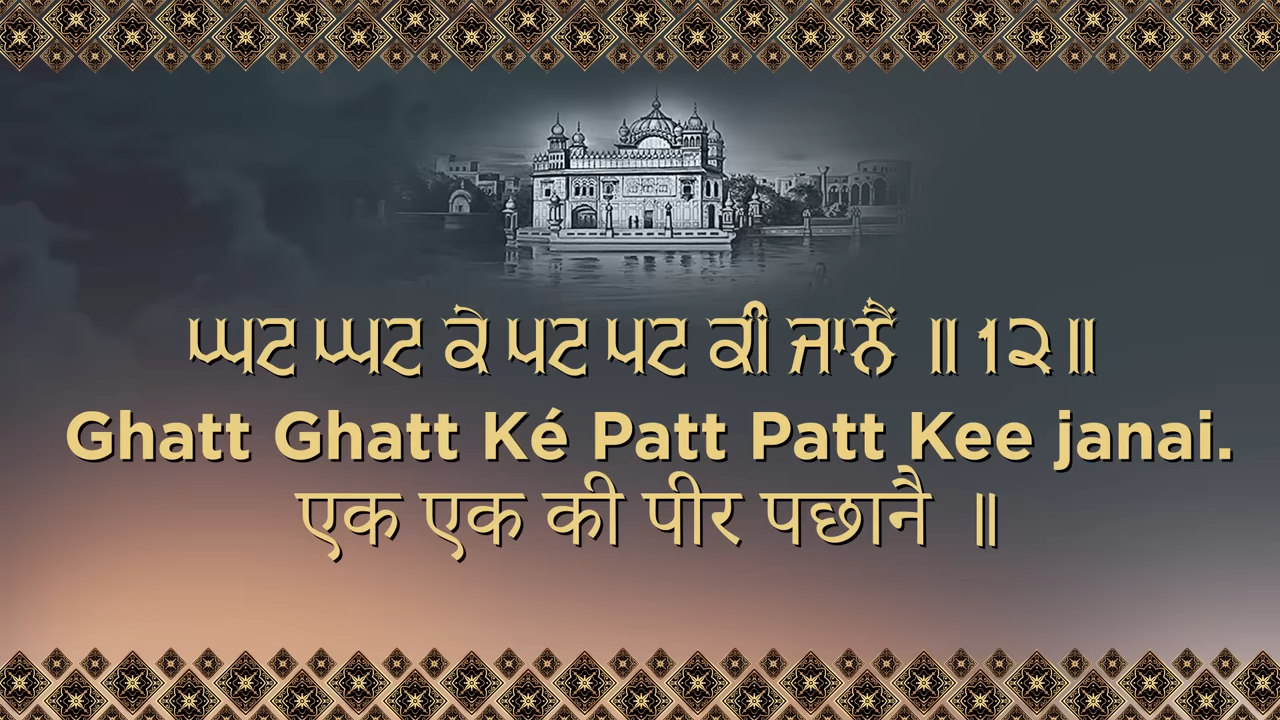 ਘਟ ਘਟ ਕੇ ਪਟ ਪਟ ਕੀ ਜਾਨੈਂ ॥੧੨॥
Ghatt Ghatt Ké Patt Patt Kee janai.
एक एक की पीर पछानै ॥